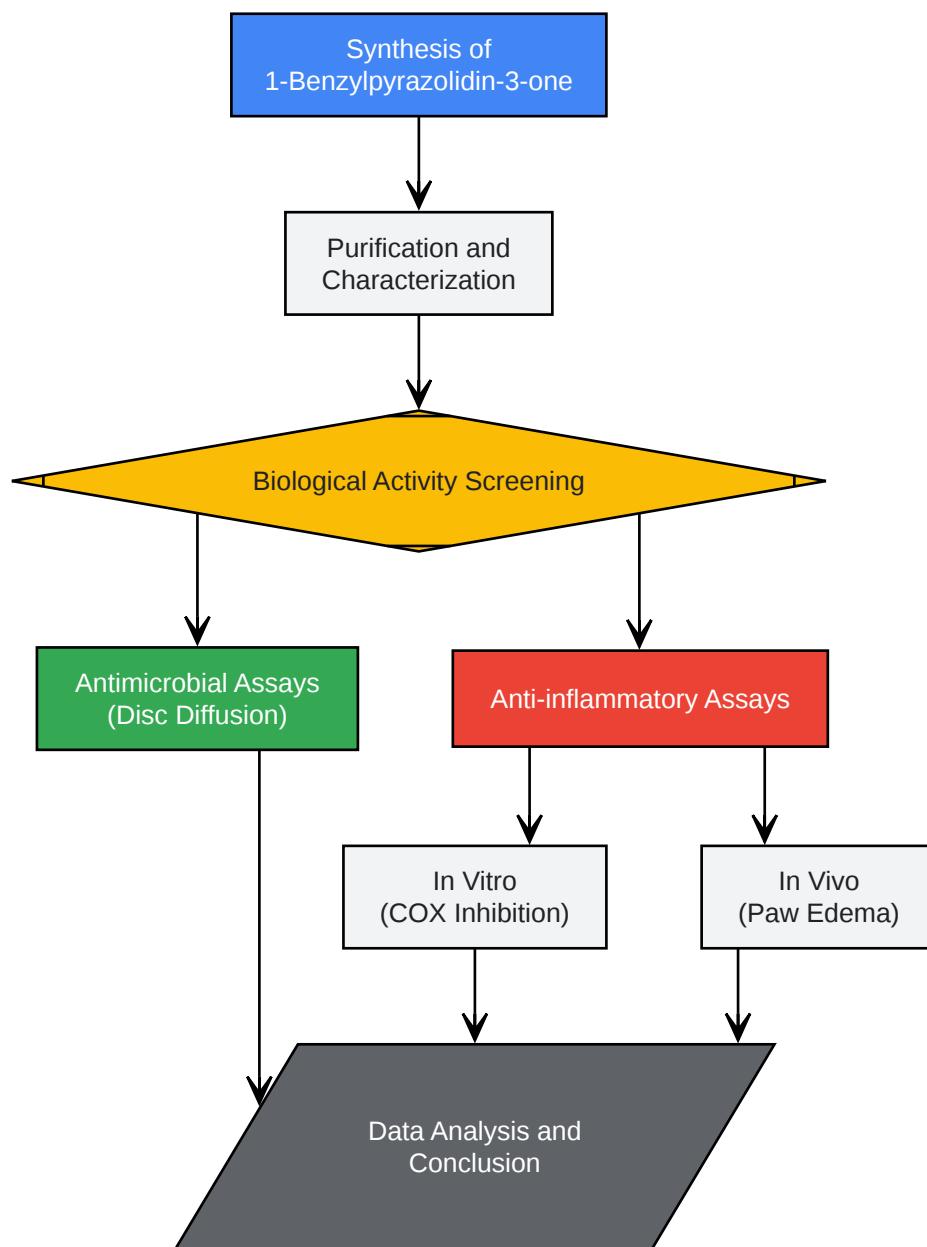 Synthesis of
1-Benzylpyrazolidin-3-one
Purification and
Characterization
Biological Activity Screening
Antimicrobial Assays
(Disc Diffusion)
Anti-inflammatory Assays
In Vitro
(COX Inhibition)
In Vivo
(Paw Edema)
Data Analysis and
Conclusion